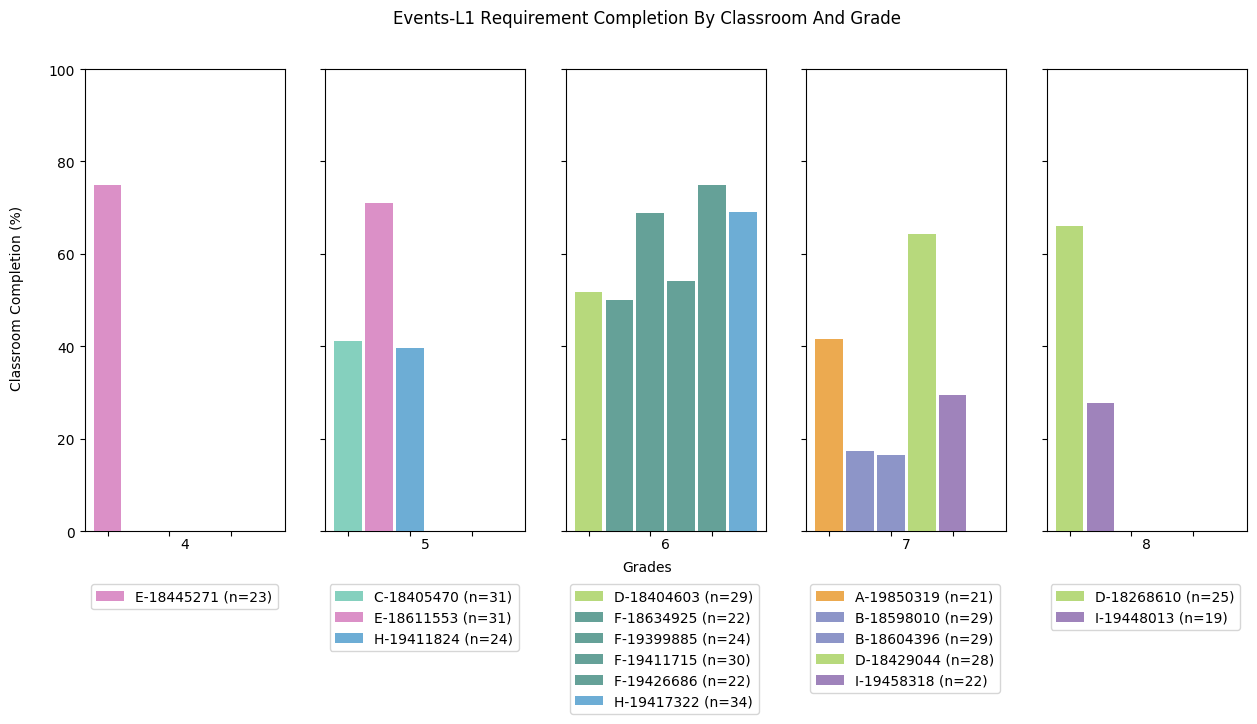 Events-L1 Requirement Completion By Classroom And Grade
Classroom Completion (%)
100
80
60
40
20
0
4
5
6
7
8
Grades
E-18445271 (n=23)
C-18405470 (n=31)
E-18611553 (n=31)
H-19411824 (n=24)
D-18404603 (n=29)
F-18634925 (n=22)
F-19399885 (n=24)
F-19411715 (n=30)
F-19426686 (n=22)
H-19417322 (n=34)
A-19850319 (n=21)
B-18598010 (n=29)
B-18604396 (n=29)
D-18429044 (n=28)
I-19458318 (n=22)
D-18268610 (n=25)
I-19448013 (n=19)